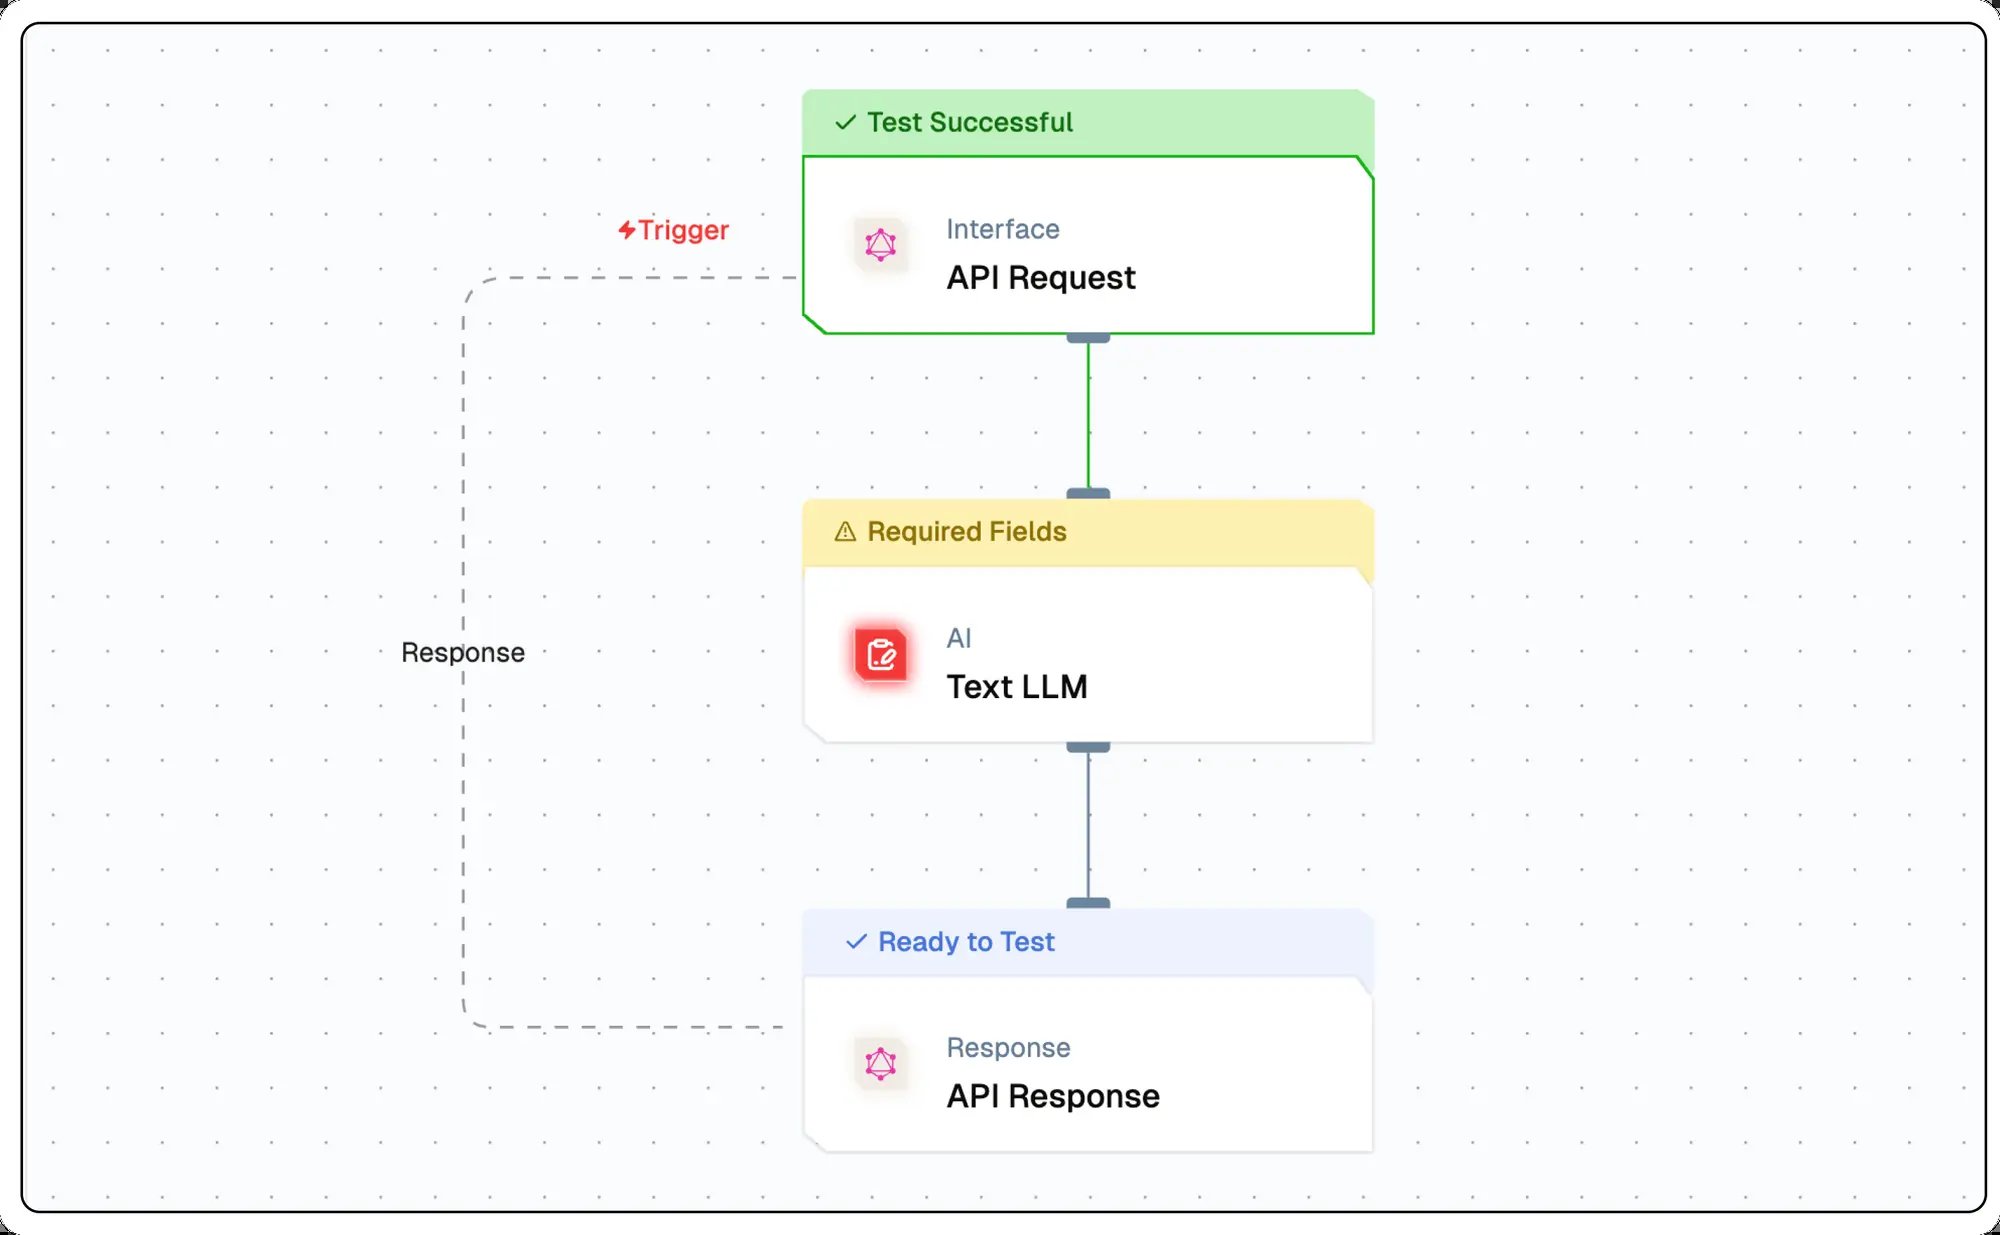 Test Successful
Trigger
Interface
API Request
Required Fields
AI
Text LLM
Response
Ready to Test
Response
API Response